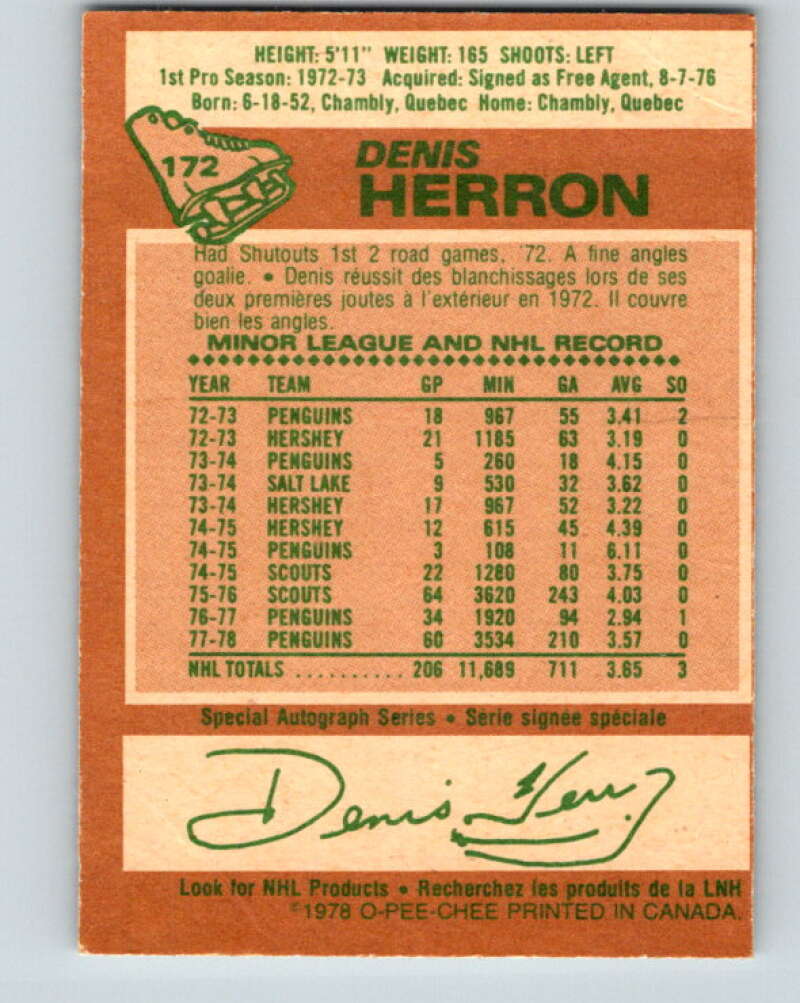 HEIGHT: 5'11" WEIGHT: 165 SHOOTS: LEFT
1st Pro Season: 1972-73 Acquired: Signed as Free Agent, 8-7-76
Born: 6-18-52, Chambly, Quebec Home: Chambly, Quebec
172
DENIS
HERRON
Had Shutouts 1st 2 road games, '72. A fine angles
goalie. • Denis réussit des blanchissages lors de ses
deux premières joutes à l'extérieur en 1972. Il couvre
bien les angles.
MINOR LEAGUE AND NHL RECORD
YEAR TEAM GP MIN GA AVG SO
72-73 PENGUINS 18 967 55 3.41 2
72-73 HERSHEY 21 1185 63 3.19 0
73-74 PENGUINS 5 260 18 4.15 0
73-74 SALT LAKE 9 530 32 3.62 0
73-74 HERSHEY 17 967 52 3.22 0
74-75 HERSHEY 12 615 45 4.39 0
74-75 PENGUINS 3 108 11 6.11 0
74-75 SCOUTS 22 1280 80 3.75 0
75-76 SCOUTS 64 3620 243 4.03 0
76-77 PENGUINS 34 1920 94 2.94 1
77-78 PENGUINS 60 3534 210 3.57 0
NHL TOTALS .......... 206 11,689 711 3.65 3
Special Autograph Series • Série signée spéciale
Denis Herron
Look for NHL Products • Recherchez les produits de la LNH
©1978 O-PEE-CHEE PRINTED IN CANADA.